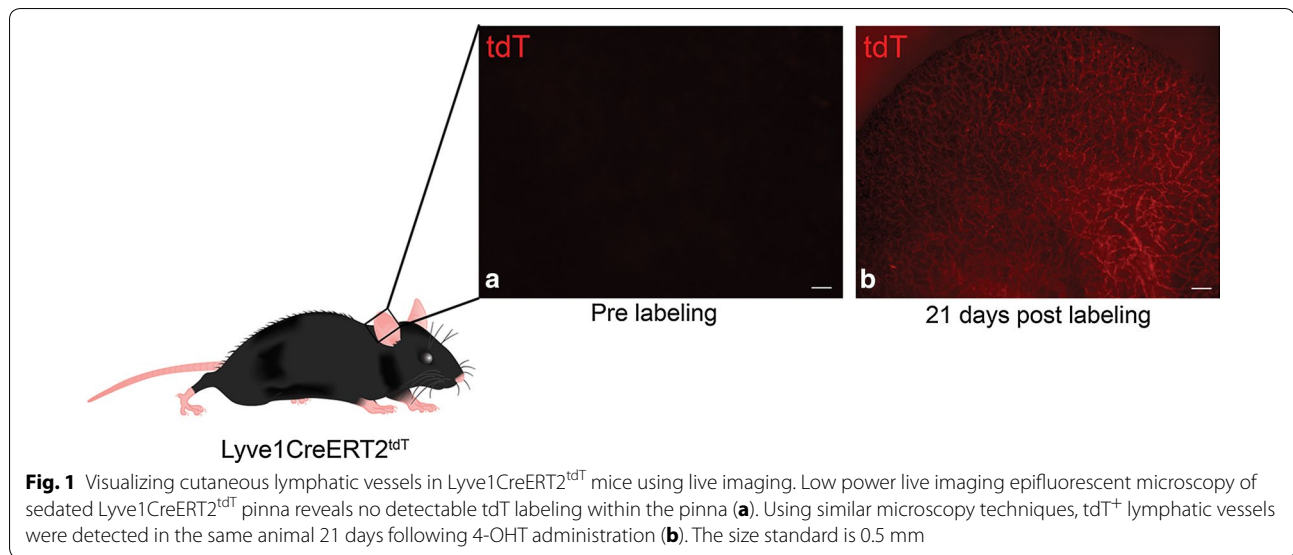 tdT
tdT
a
b
Pre labeling
21 days post labeling
Lyve1CreERT2tdT
Fig. 1 Visualizing cutaneous lymphatic vessels in Lyve1CreERT2tdT mice using live imaging. Low power live imaging epifluorescent microscopy of
sedated Lyve1CreERT2tdT pinna reveals no detectable tdT labeling within the pinna (a). Using similar microscopy techniques, tdT+ lymphatic vessels
were detected in the same animal 21 days following 4-OHT administration (b). The size standard is 0.5 mm